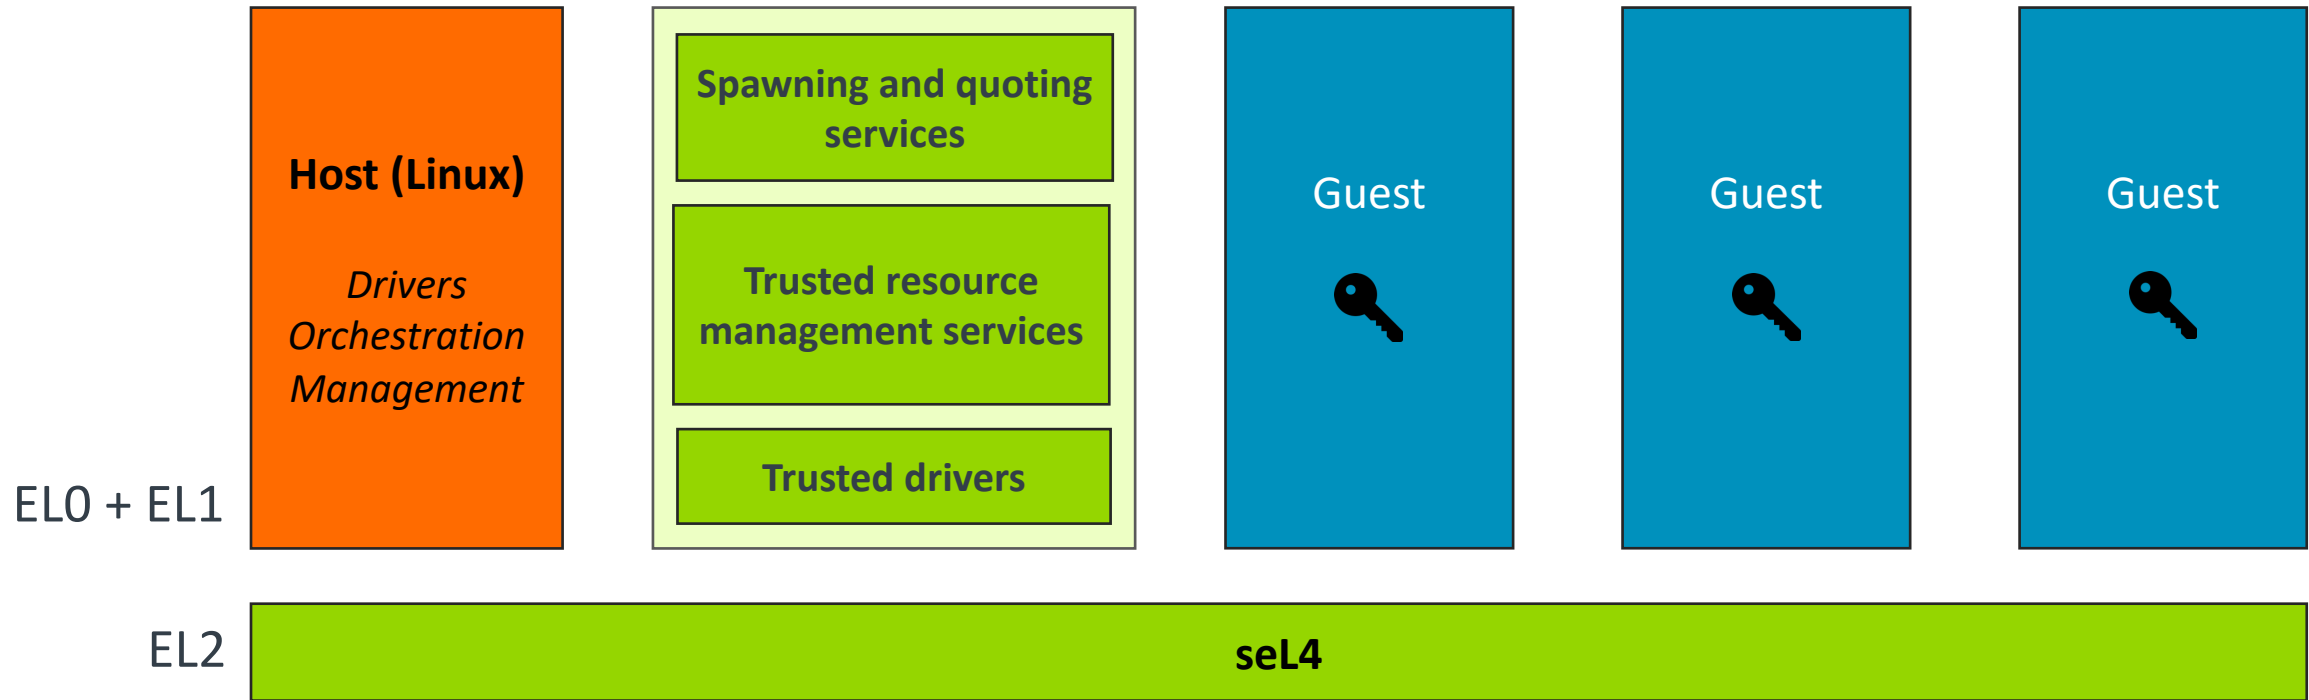 Host (Linux)
Drivers
Orchestration
Management
Spawning and quoting
services
Trusted resource
management services
Trusted drivers
Guest
Guest
Guest
EL0 + EL1
EL2
seL4